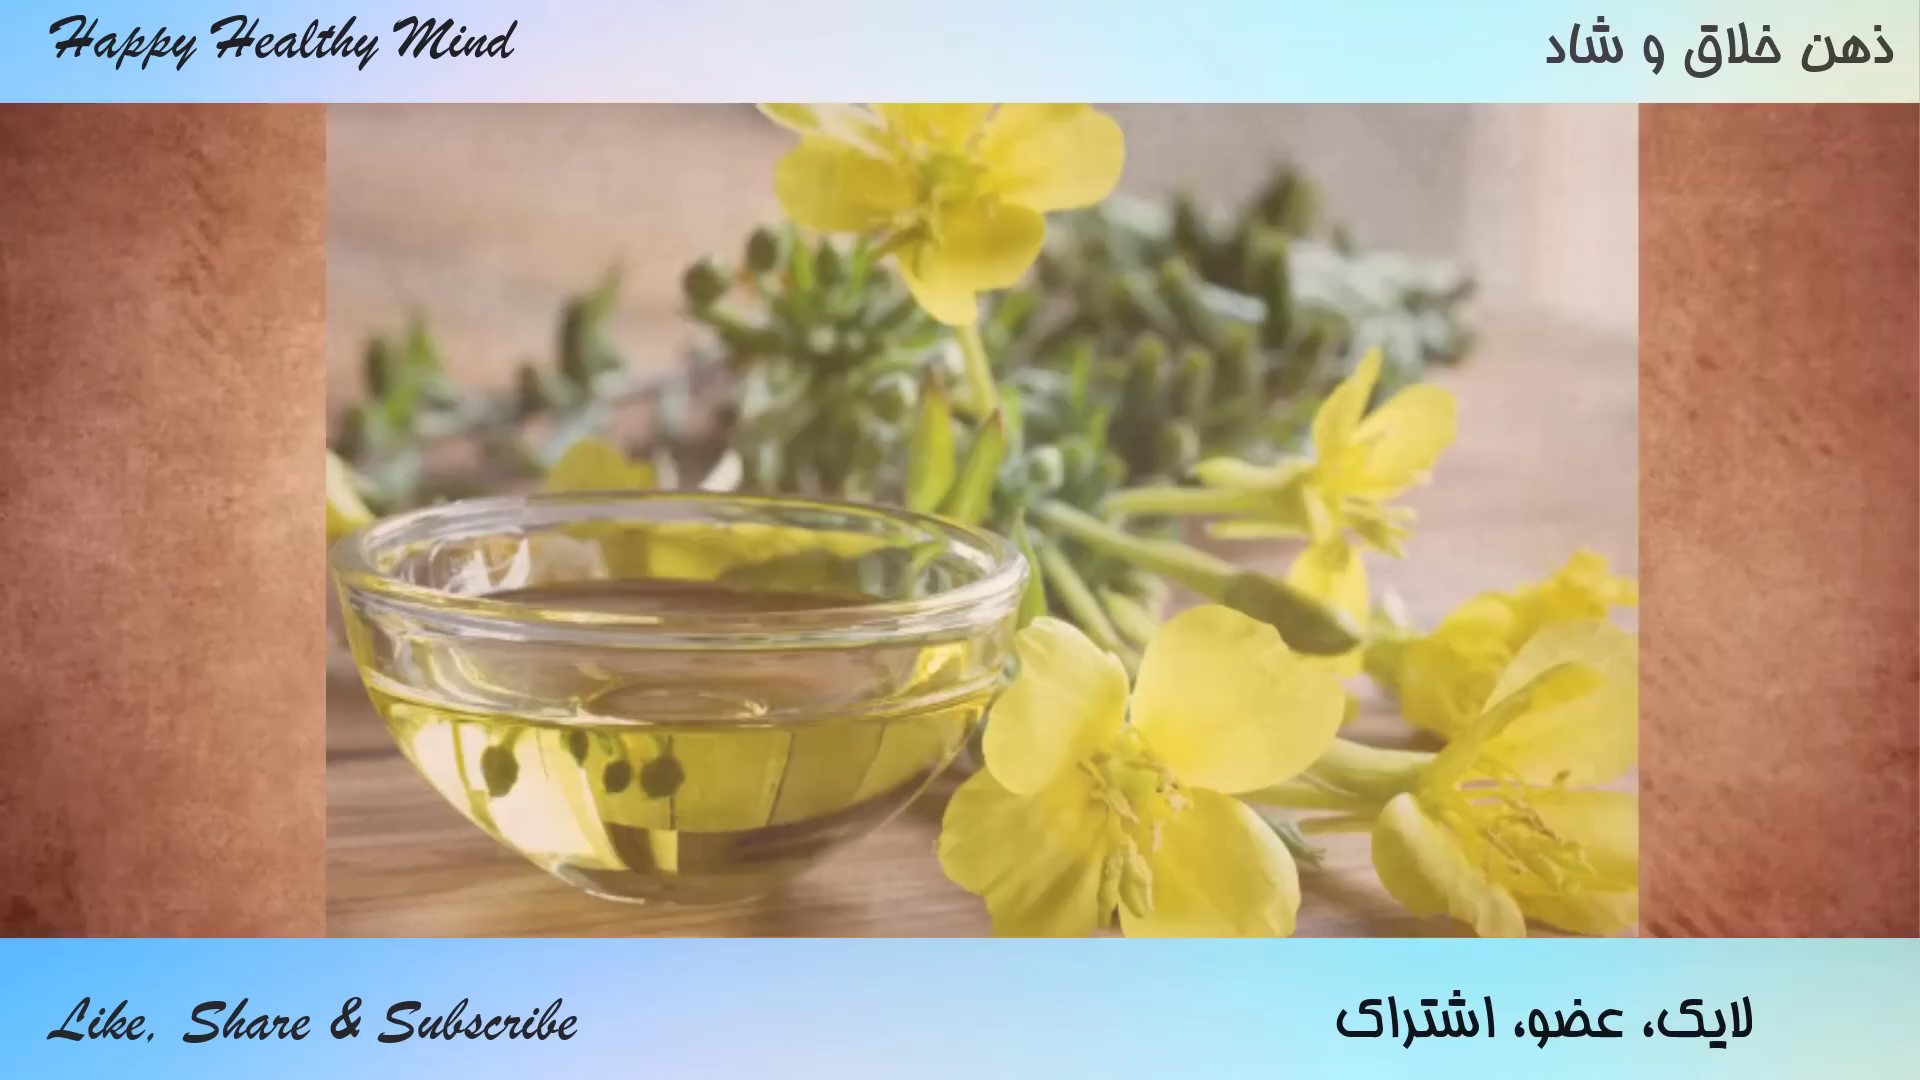 Happy Healthy Mind
ذهن خلاق و شاد
Like, Share & Subscribe
لایک، عضو، اشتراک